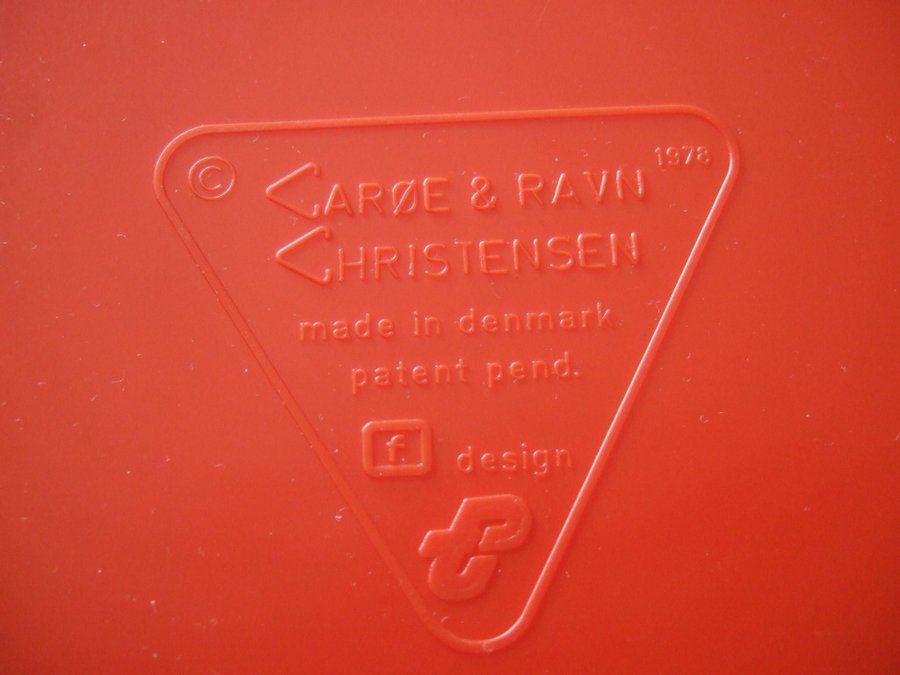 © CARØE & RAVN 1978
CHRISTENSEN
made in denmark
patent pend.
f design